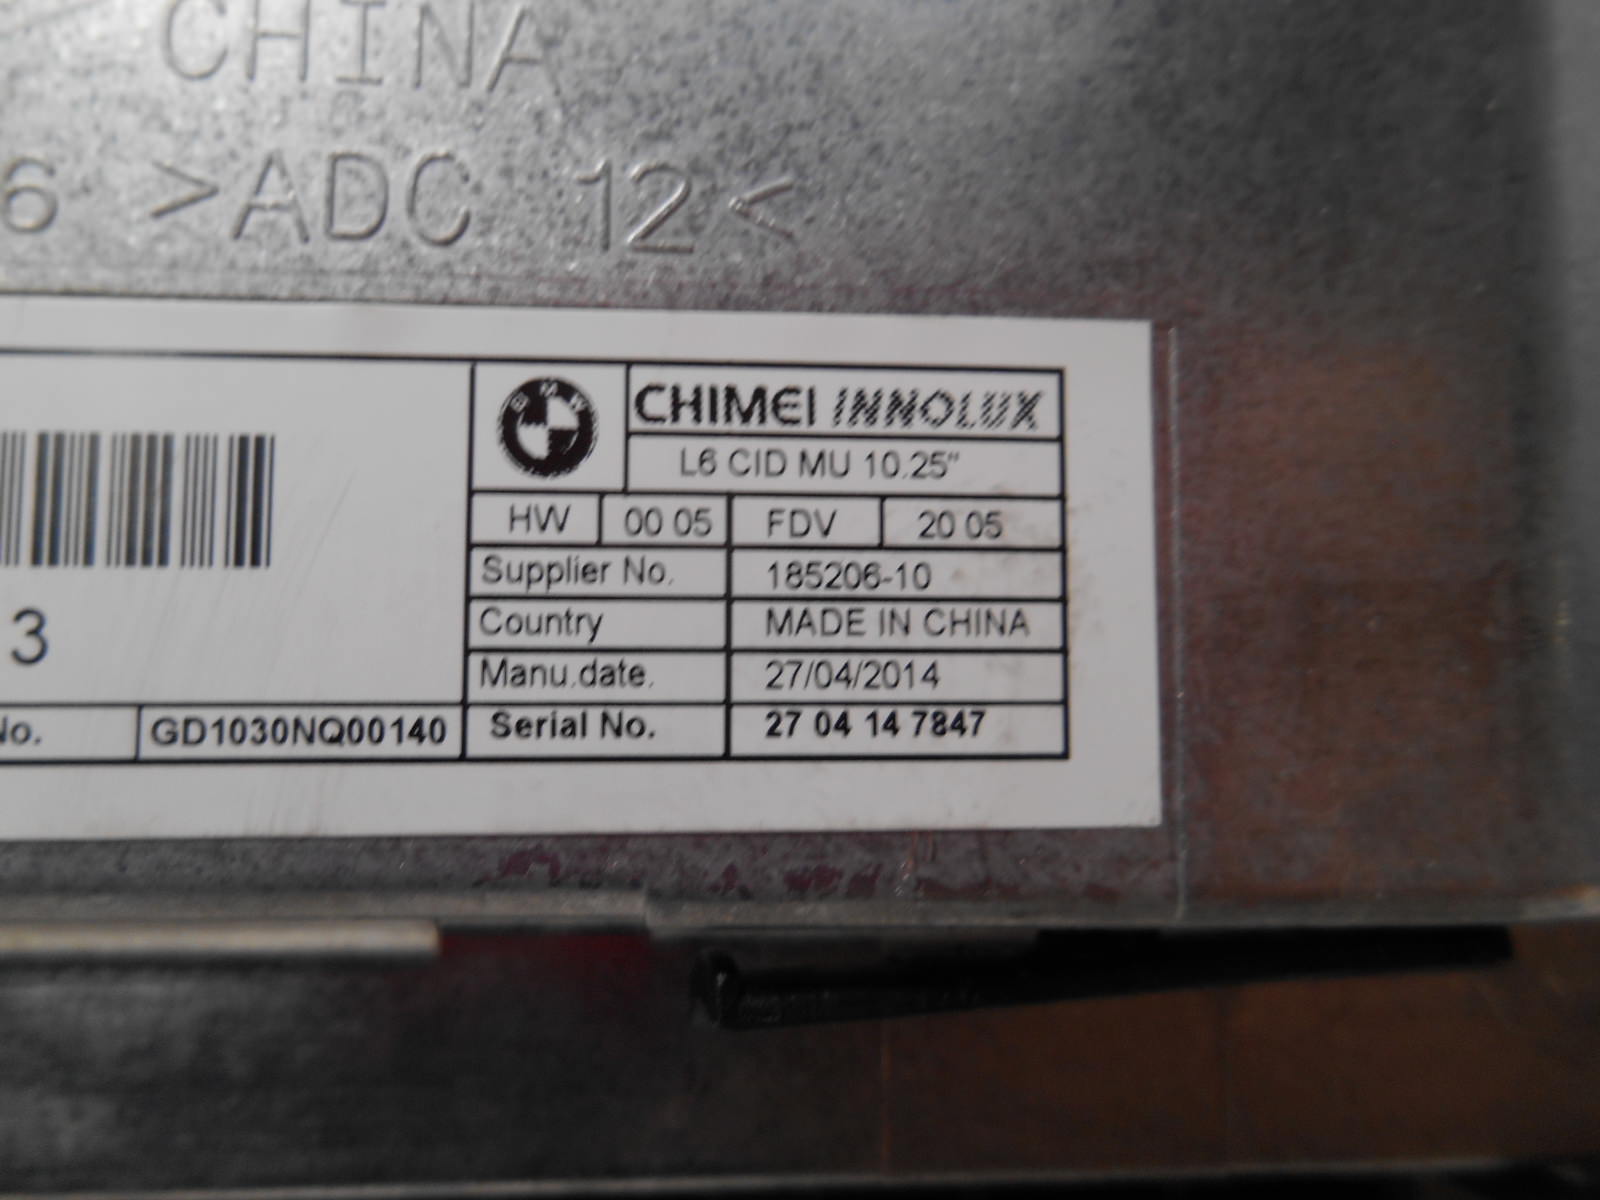 CHINA
6 >ADC 12<
BMW
CHIMEI INNOLUX
L6 CID MU 10.25"
HW 00 05 FDV 20 05
Supplier No. 185206-10
Country MADE IN CHINA
3
Manu.date. 27/04/2014
No. GD1030NQ00140 Serial No. 27 04 14 7847